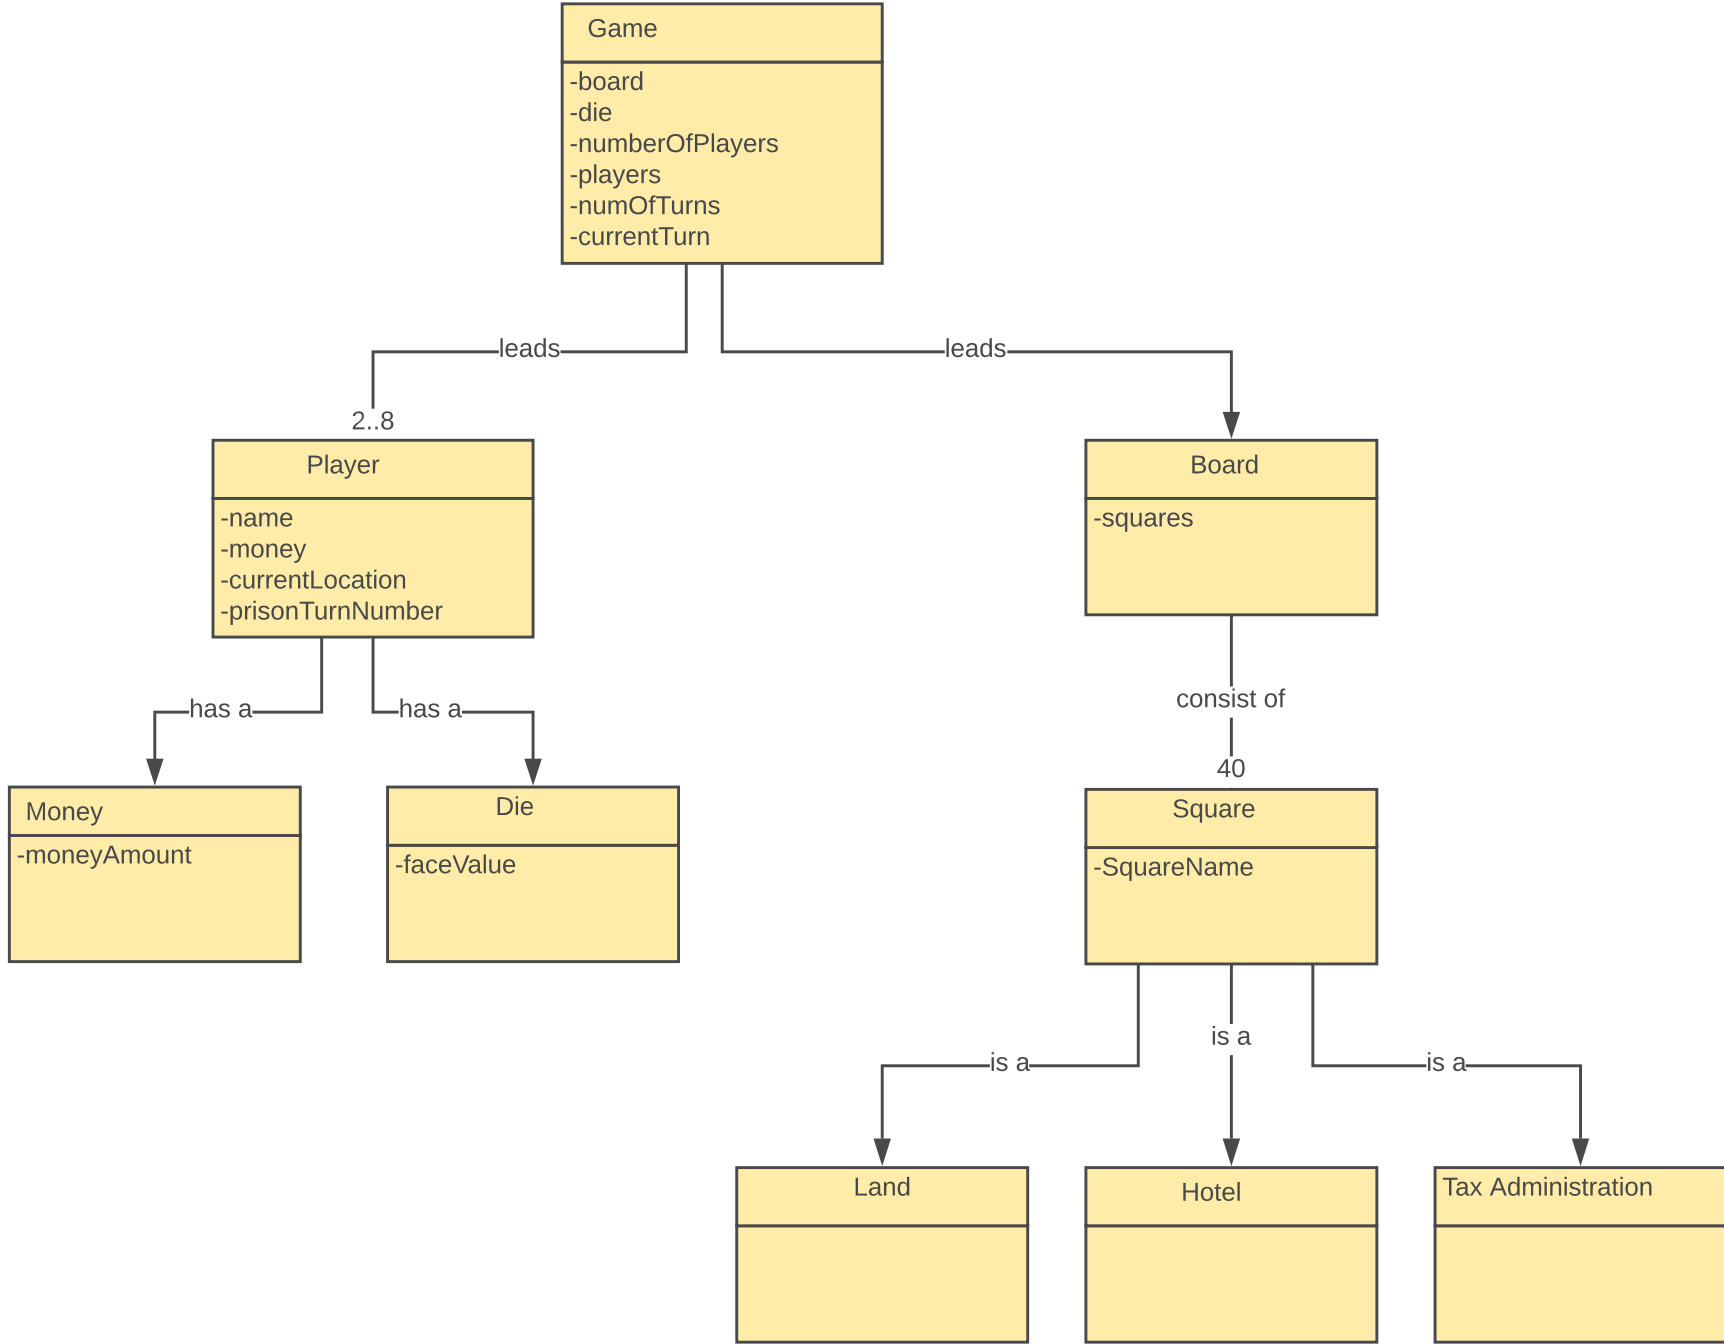 Game
-board
-die
-numberOfPlayers
-players
-numOfTurns
-currentTurn
leads
leads
2..8
Player
-name
-money
-currentLocation
-prisonTurnNumber
Board
-squares
has a
has a
consist of
40
Money
-moneyAmount
Die
-faceValue
Square
-SquareName
is a
is a
is a
Land
Hotel
Tax Administration